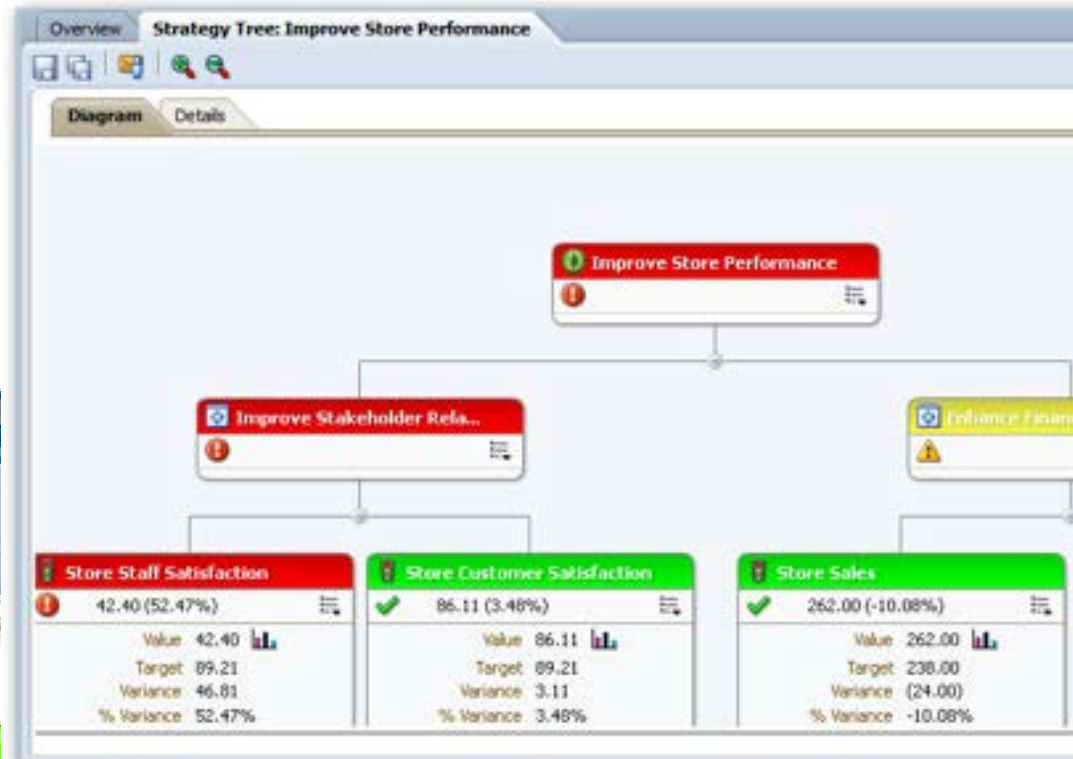 Overview
Strategy Tree: Improve Store Performance
Diagram
Details
Improve Store Performance
Improve Stakeholder Rela...
Enhance Finan
Store Staff Satisfaction
42.40 (52.47%)
Value 42.40
Target 89.21
Variance 46.81
% Variance 52.47%
Store Customer Satisfaction
86.11 (3.48%)
Value 86.11
Target 89.21
Variance 3.11
% Variance 3.48%
Store Sales
262.00 (-10.08%)
Value 262.00
Target 238.00
Variance (24.00)
% Variance -10.08%